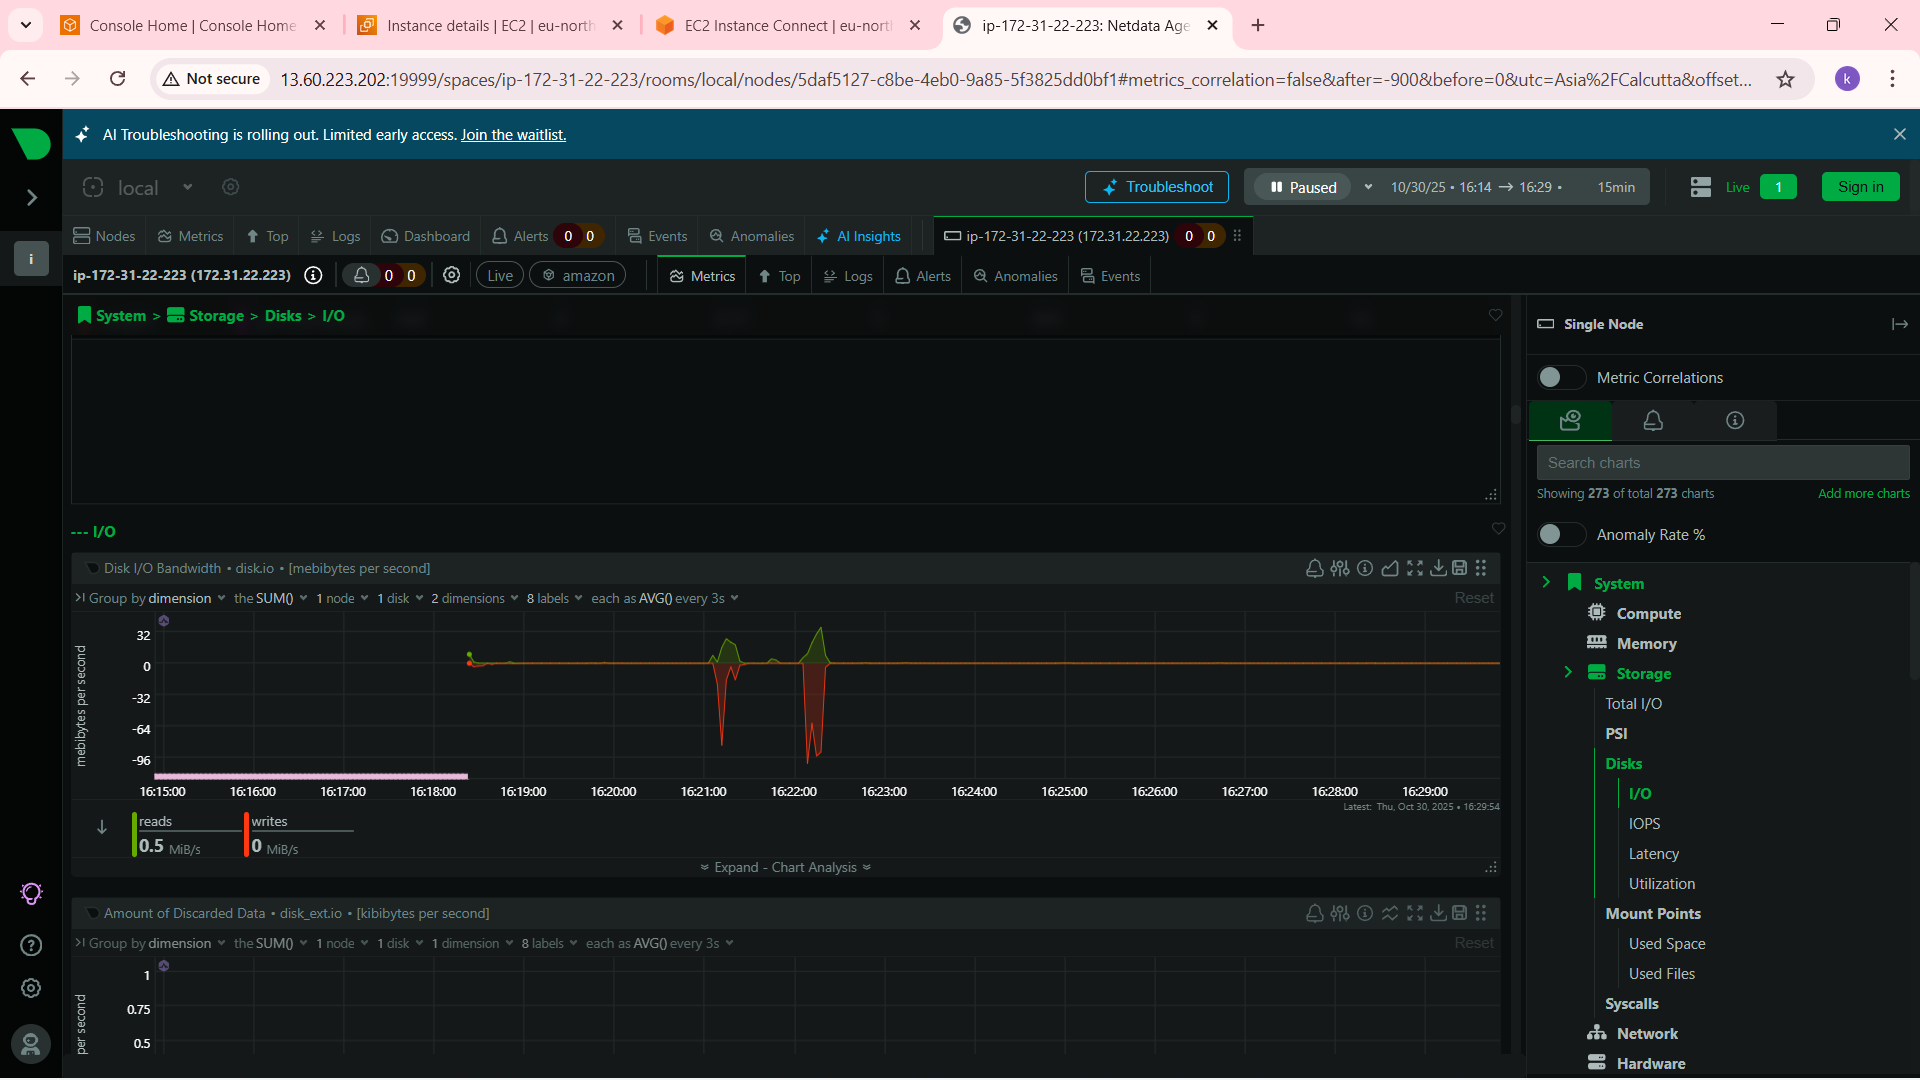 Console Home | Console Home
Instance details | EC2 | eu-north
EC2 Instance Connect | eu-nort
ip-172-31-22-223: Netdata Age
Not secure
13.60.223.202:19999/spaces/ip-172-31-22-223/rooms/local/nodes/5daf5127-c8be-4eb0-9a85-5f3825dd0bf1#metrics_correlation=false&after=-900&before=0&utc=Asia%2FCalcutta&offset...
k
AI Troubleshooting is rolling out. Limited early access. Join the waitlist.
local
Troubleshoot
Paused
10/30/25 • 16:14 → 16:29 •
15min
Live
1
Sign in
Nodes
Metrics
Top
Logs
Dashboard
Alerts 0 0
Events
Anomalies
AI Insights
ip-172-31-22-223 (172.31.22.223) 0 0
i
ip-172-31-22-223 (172.31.22.223)
0 0
Live
amazon
Metrics
Top
Logs
Alerts
Anomalies
Events
System > Storage > Disks > I/O
--- I/O
Disk I/O Bandwidth • disk.io • [mebibytes per second]
Group by dimension the SUM() 1 node 1 disk 2 dimensions 8 labels each as AVG() every 3s
Reset
mebibytes per second
32
0
-32
-64
-96
16:15:00 16:16:00 16:17:00 16:18:00 16:19:00 16:20:00 16:21:00 16:22:00 16:23:00 16:24:00 16:25:00 16:26:00 16:27:00 16:28:00 16:29:00
Latest: Thu, Oct 30, 2025 • 16:29:54
reads
0.5 MiB/s
writes
0 MiB/s
Expand - Chart Analysis
Amount of Discarded Data • disk_ext.io • [kibibytes per second]
Group by dimension the SUM() 1 node 1 disk 1 dimension 8 labels each as AVG() every 3s
Reset
per second
1
0.75
0.5
Single Node
Metric Correlations
Search charts
Showing 273 of total 273 charts
Add more charts
Anomaly Rate %
System
Compute
Memory
Storage
Total I/O
PSI
Disks
I/O
IOPS
Latency
Utilization
Mount Points
Used Space
Used Files
Syscalls
Network
Hardware